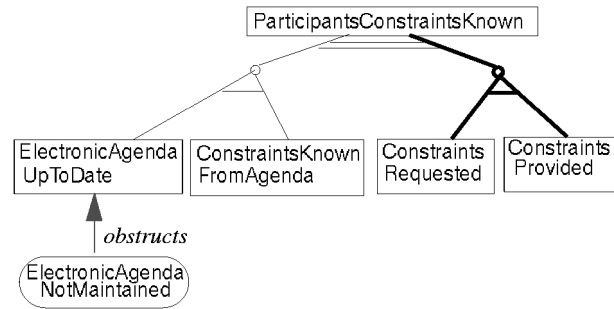 ParticipantsConstraintsKnown
ElectronicAgenda
UpToDate
ConstraintsKnown
FromAgenda
Constraints
Requested
Constraints
Provided
obstructs
ElectronicAgenda
NotMaintained